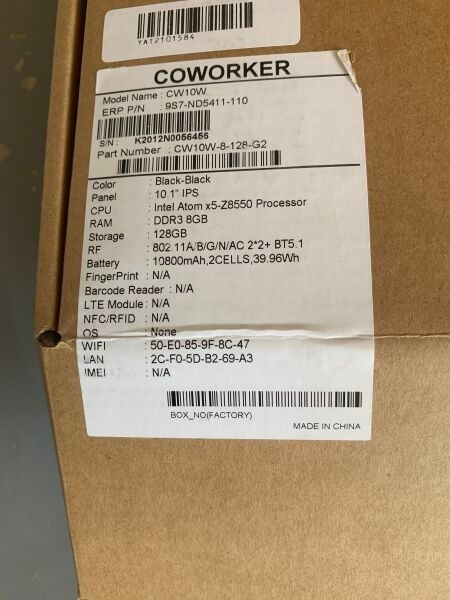 YA12101584
COWORKER
Model Name : CW10W
ERP P/N : 9S7-ND5411-110
S/N : K2012N0056456
Part Number : CW10W-8-128-G2
Color : Black-Black
Panel : 10.1" IPS
CPU : Intel Atom x5-Z8550 Processor
RAM : DDR3 8GB
Storage : 128GB
RF : 802.11A/B/G/N/AC 2*2+ BT5.1
Battery : 10800mAh,2CELLS,39.96Wh
FingerPrint : N/A
Barcode Reader : N/A
LTE Module : N/A
NFC/RFID : N/A
OS : None
WIFI : 50-E0-85-9F-8C-47
LAN : 2C-F0-5D-B2-69-A3
IMEI : N/A
BOX_NO(FACTORY)
MADE IN CHINA